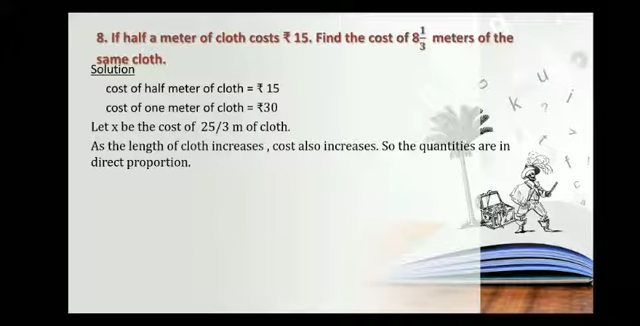 8. If half a meter of cloth costs ₹ 15. Find the cost of 8 1/3 meters of the
same cloth.
Solution
cost of half meter of cloth = ₹ 15
cost of one meter of cloth = ₹30
Let x be the cost of 25/3 m of cloth.
As the length of cloth increases , cost also increases. So the quantities are in
direct proportion.